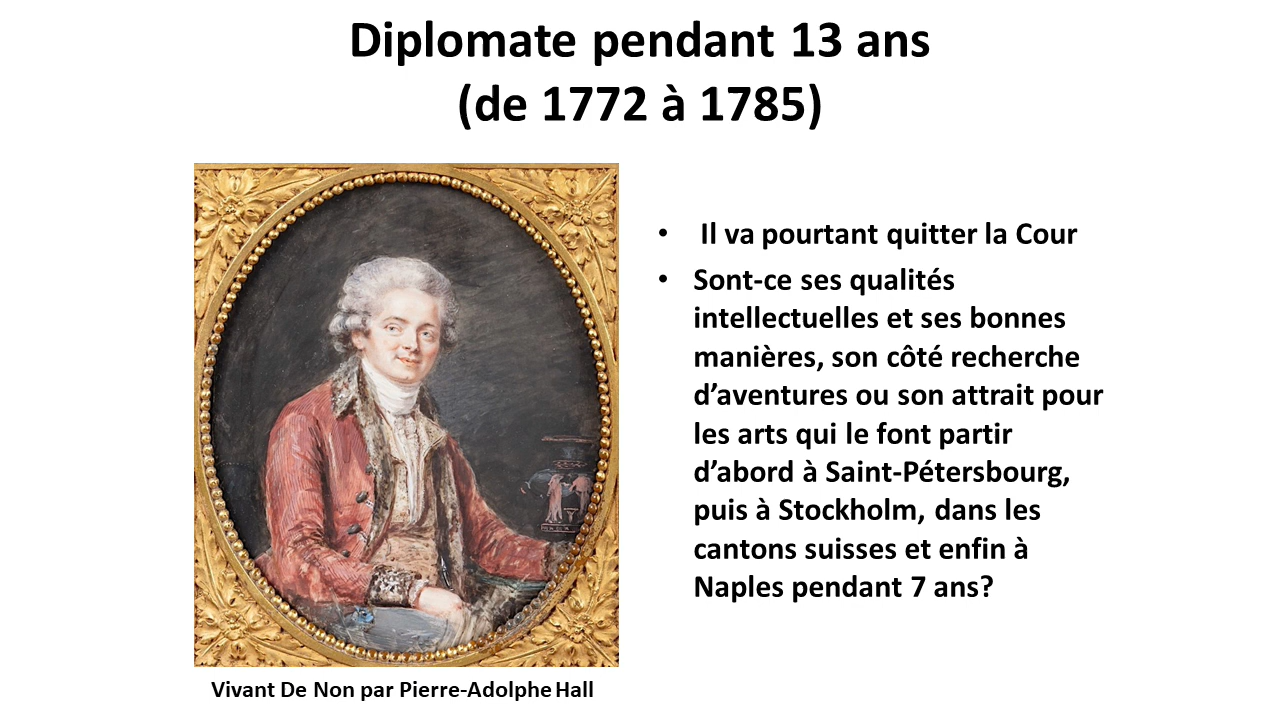 Diplomate pendant 13 ans
(de 1772 à 1785)
• Il va pourtant quitter la Cour
• Sont-ce ses qualités
intellectuelles et ses bonnes
manières, son côté recherche
d’aventures ou son attrait pour
les arts qui le font partir
d’abord à Saint-Pétersbourg,
puis à Stockholm, dans les
cantons suisses et enfin à
Naples pendant 7 ans?
Vivant De Non par Pierre-Adolphe Hall